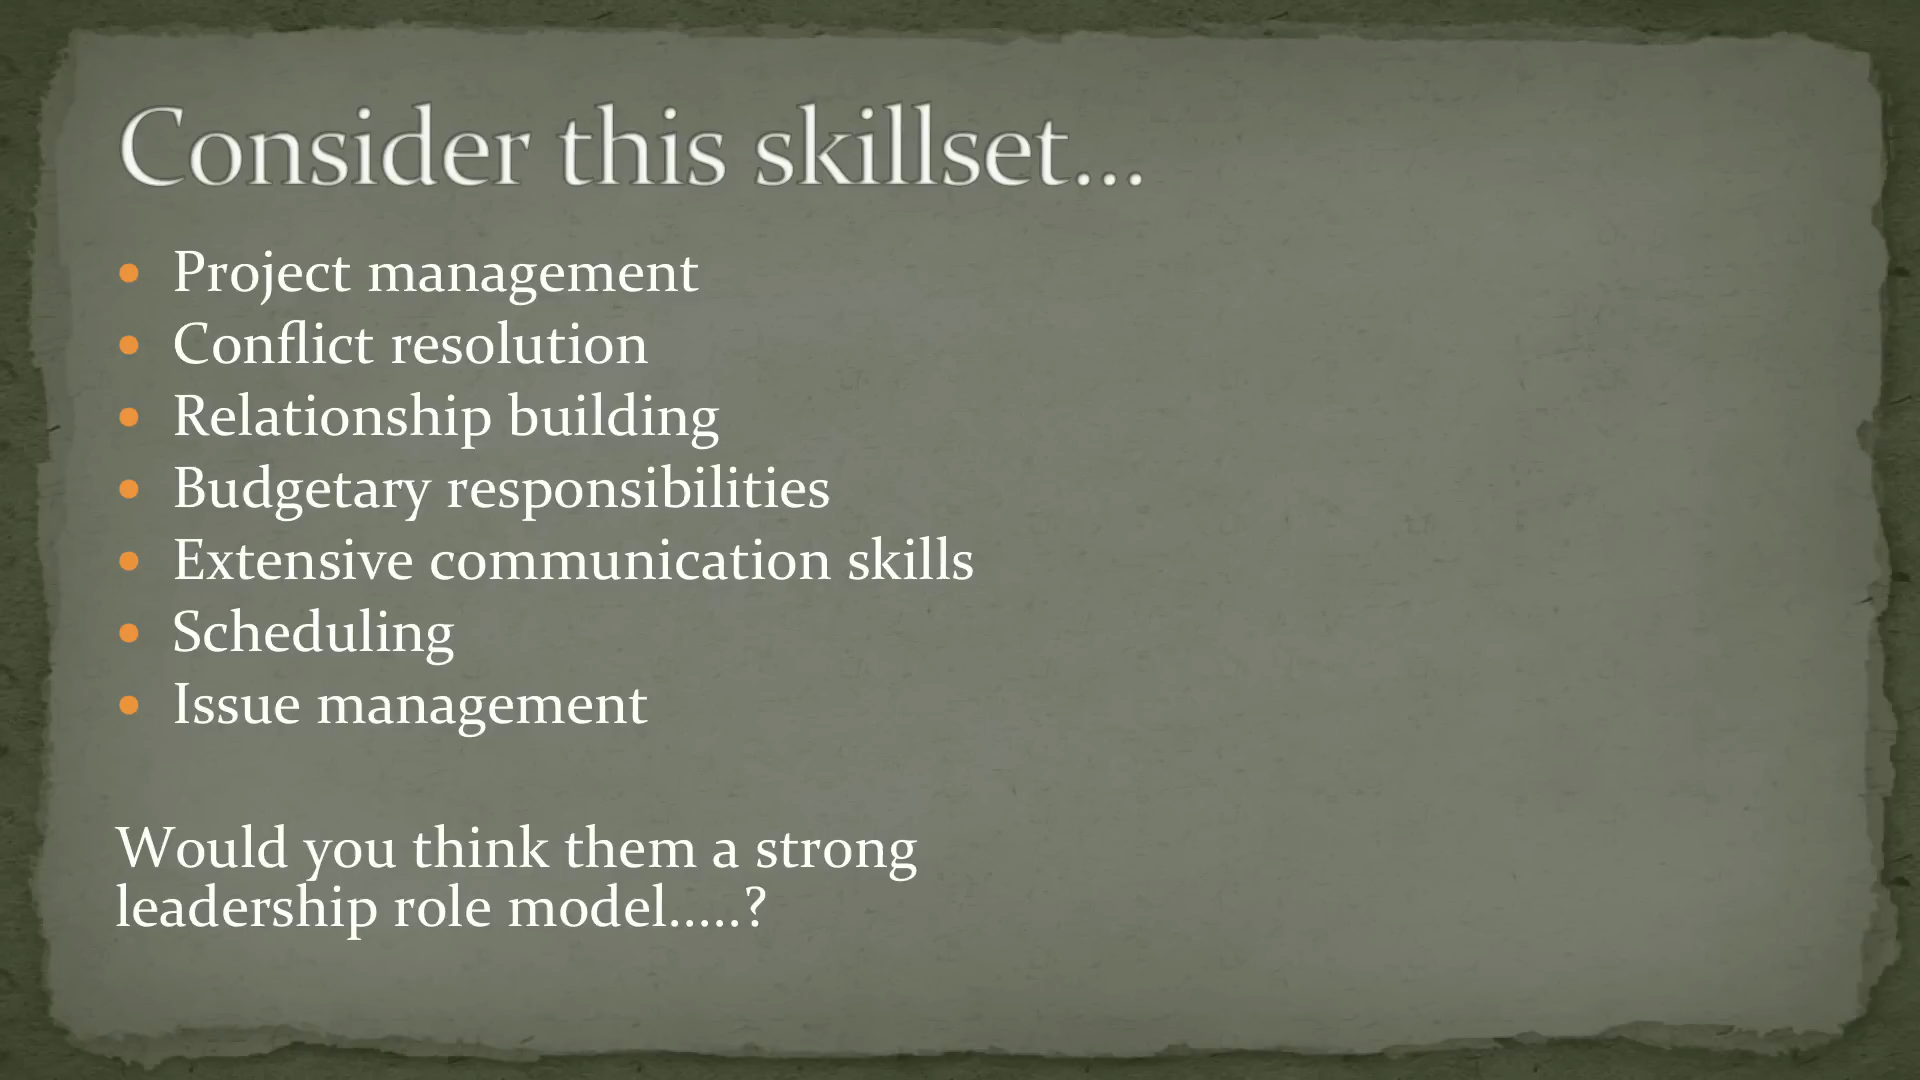 Consider this skillset...
• Project management
• Conflict resolution
• Relationship building
• Budgetary responsibilities
• Extensive communication skills
• Scheduling
• Issue management
Would you think them a strong
leadership role model.....?